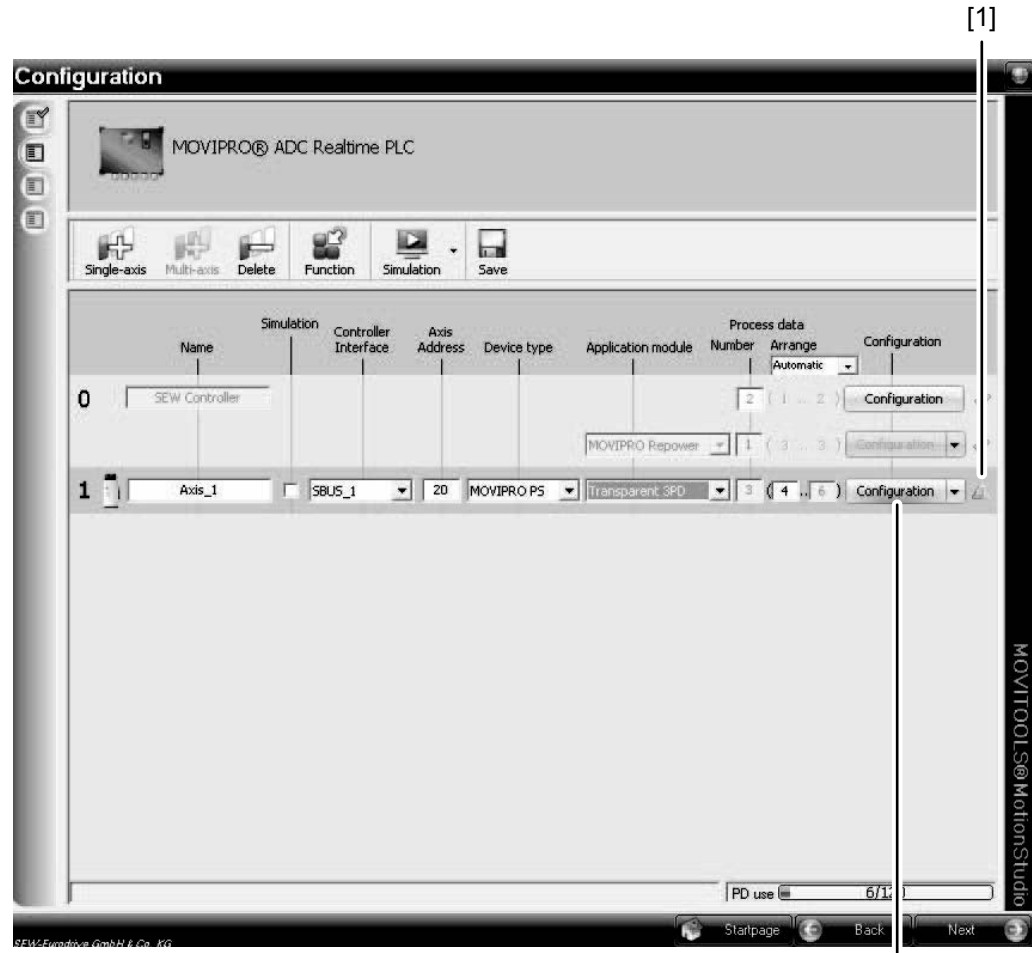 [1]
Configuration
MOVIPRO® ADC Realtime PLC
Single-axis Multi-axis Delete Function Simulation Save
Name Simulation Controller Interface Axis Address Device type Application module Process data Number Arrange Configuration
Automatic
0 SEW Controller 2 ( 1 .. 2 ) Configuration
MOVIPRO Repower 1 ( 3 .. 3 ) Configuration
1 Axis_1 SBUS_1 20 MOVIPRO PS Transparent 3PD 3 ( 4 .. 6 ) Configuration
MOVITOOLS®MotionStudio
PD use 6/12
Startpage Back Next
SEW-Eurodrive GmbH & Co. KG